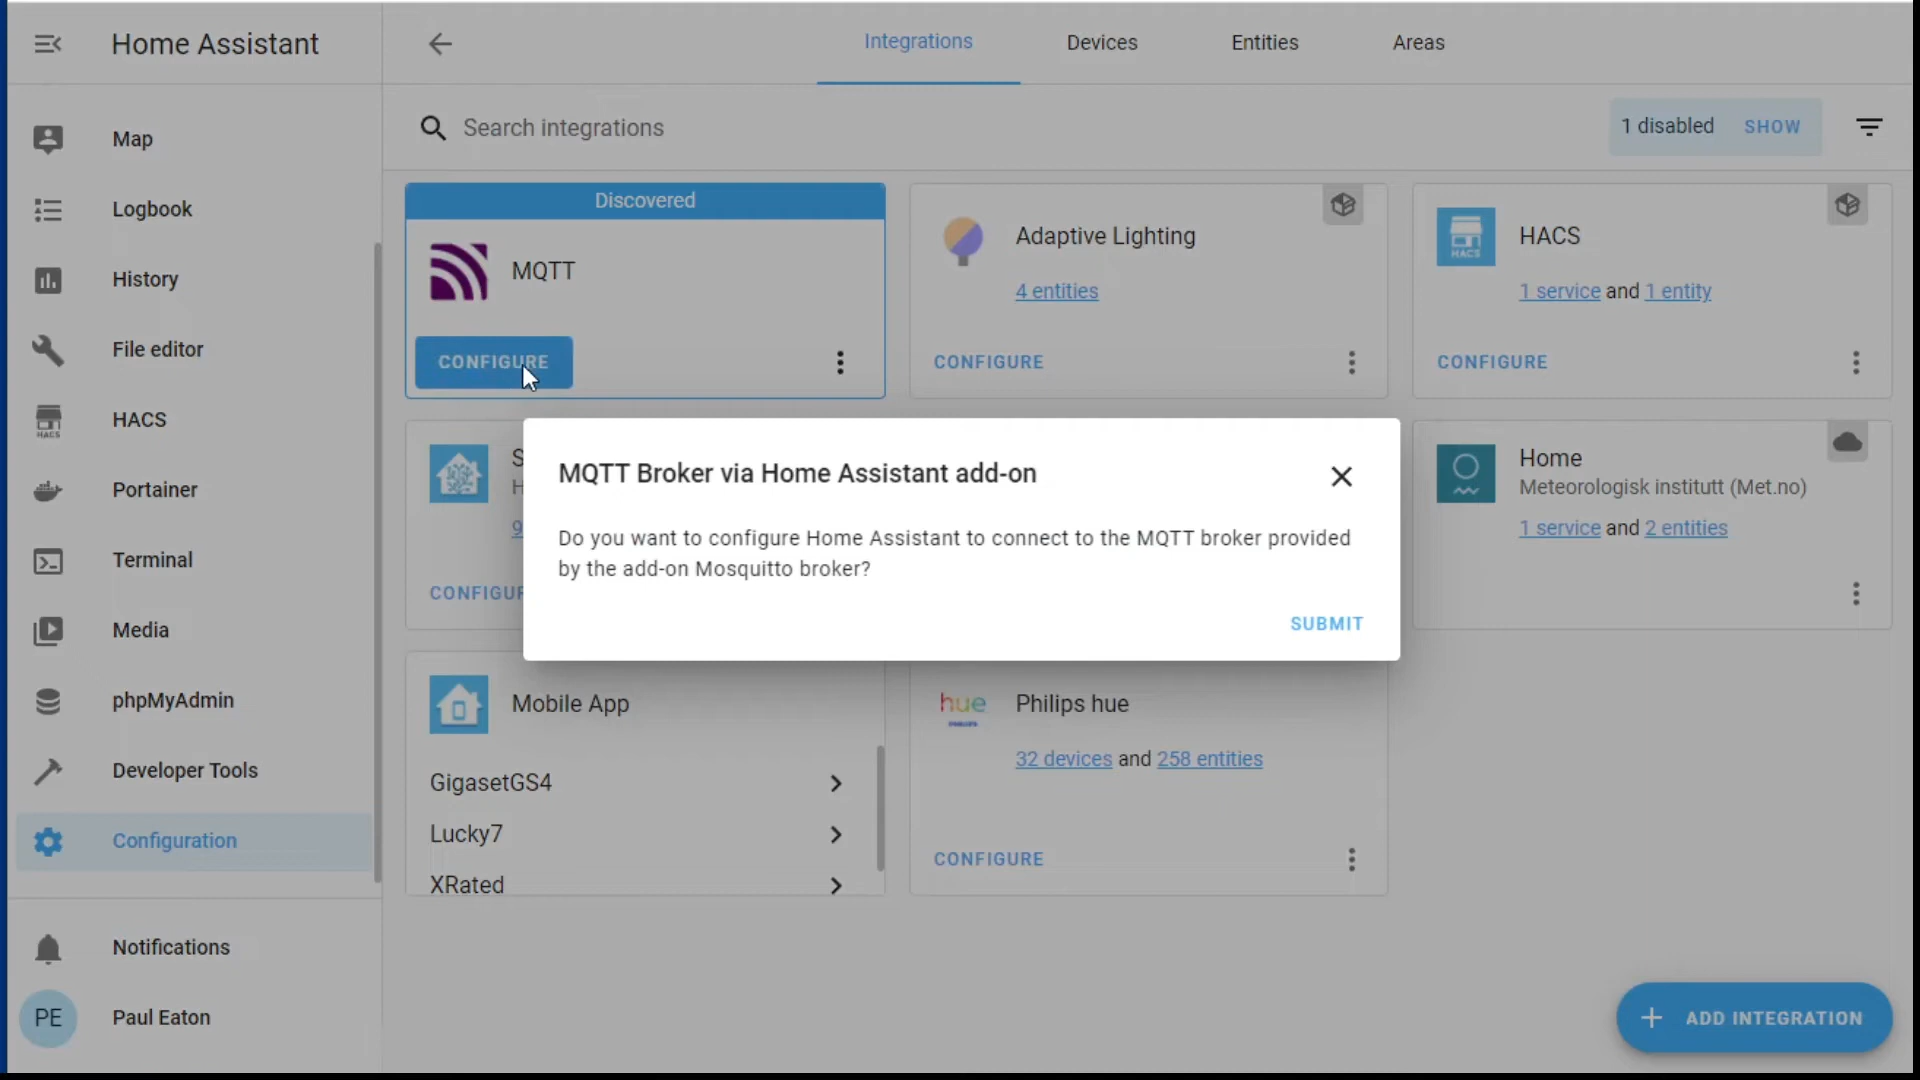 Home Assistant
Integrations
Devices
Entities
Areas
Map
Logbook
History
File editor
HACS
HACS
Portainer
Terminal
Media
phpMyAdmin
Developer Tools
Configuration
Notifications
PE
Paul Eaton
Search integrations
1 disabled
SHOW
Discovered
MQTT
CONFIGURE
Adaptive Lighting
4 entities
CONFIGURE
HACS
HACS
1 service and 1 entity
CONFIGURE
S
H
9
CONFIGUR
MQTT Broker via Home Assistant add-on
Do you want to configure Home Assistant to connect to the MQTT broker provided
by the add-on Mosquitto broker?
SUBMIT
Home
Meteorologisk institutt (Met.no)
1 service and 2 entities
Mobile App
GigasetGS4
Lucky7
XRated
hue
Philips hue
32 devices and 258 entities
CONFIGURE
ADD INTEGRATION